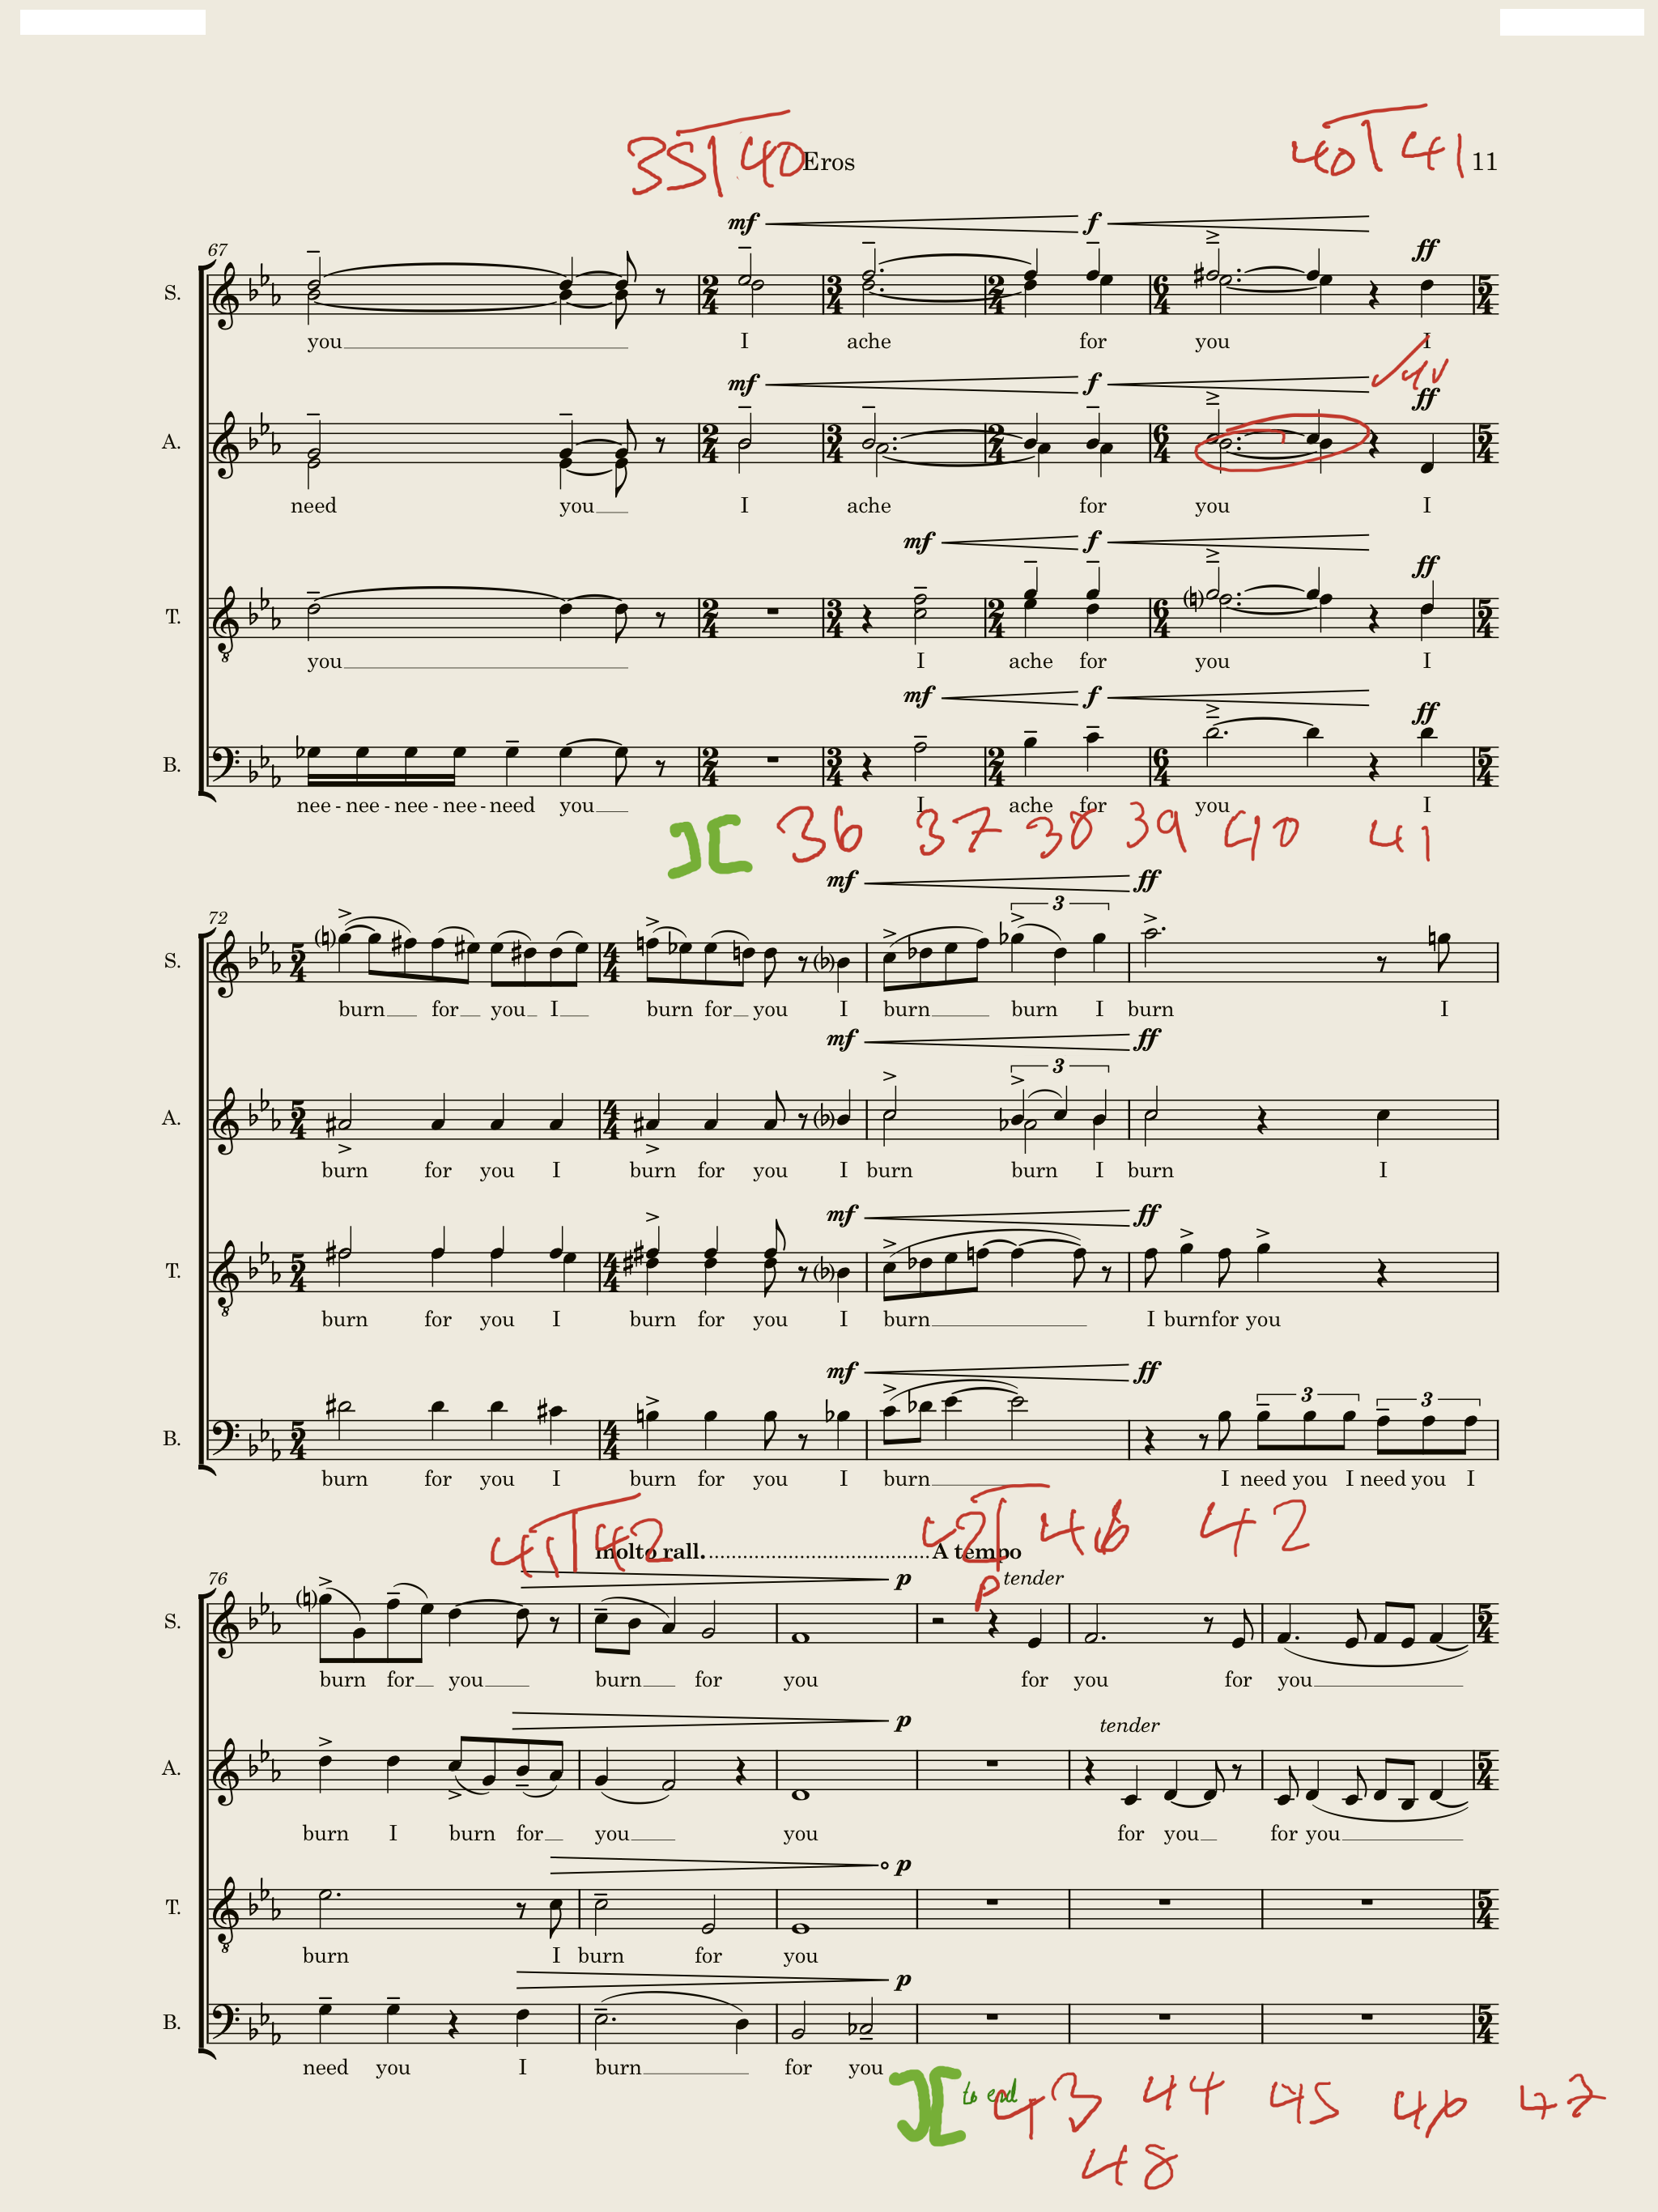 35 40 Eros 40 41 11
mf f ff
67
S.
you I ache for you I
✓
mf f ff
A.
need you I ache for you I
mf f ff
T.
you I ache for you I
mf f ff
B.
nee - nee - nee - nee - need you I ache for you I
][ 36 37 38 39 40 41
mf ff
72 3
S.
burn for you I burn for you I burn burn I burn I
mf ff
3
A.
burn for you I burn for you I burn burn I burn I
mf ff
T.
burn for you I burn for you I burn I burn for you
mf ff
3 3
B.
burn for you I burn for you I burn I need you I need you I
41 42 42 46 42
molto rall. A tempo
76 p p tender
S.
burn for you burn for you for you for you
p
tender
A.
burn I burn for you you for you for you
p
T.
burn I burn for you
p
B.
need you I burn for you
][ to end 43 44 45 46 47
48